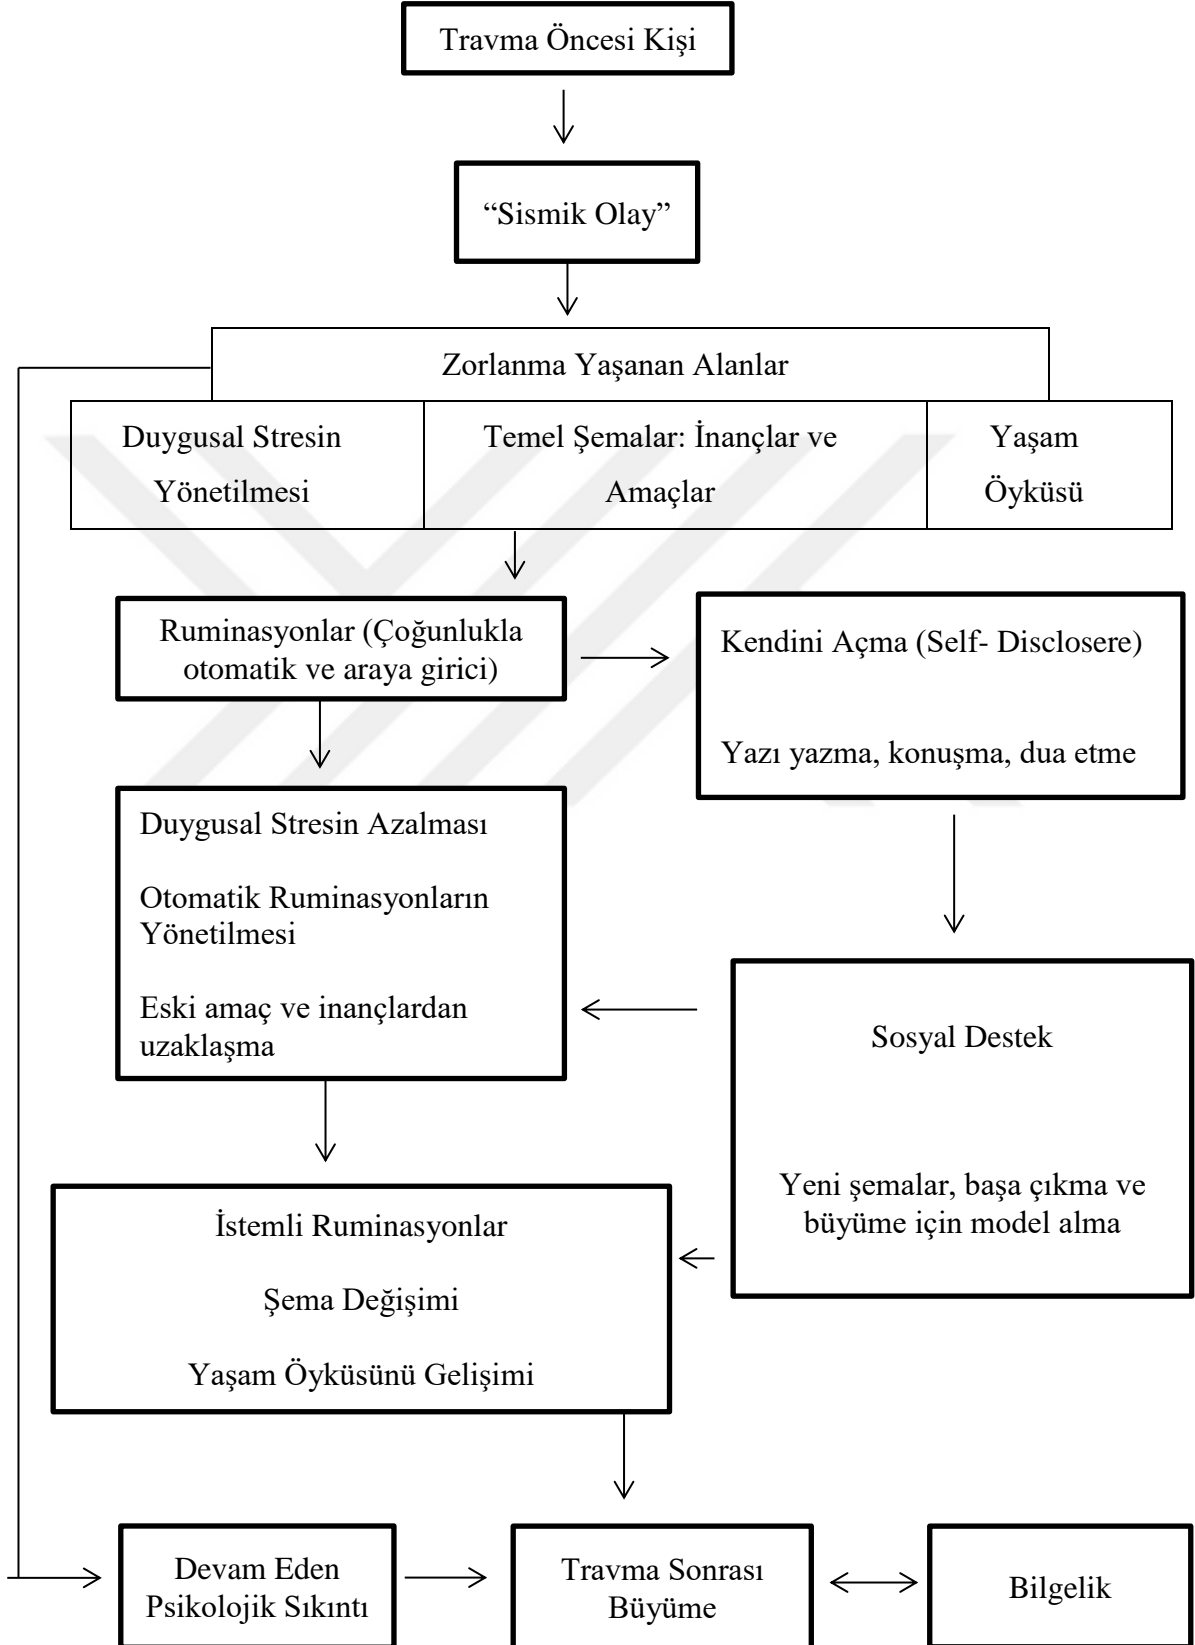 Travma Öncesi Kişi
“Sismik Olay”
Zorlanma Yaşanan Alanlar
Duygusal Stresin
Yönetilmesi
Temel Şemalar: İnançlar ve
Amaçlar
Yaşam
Öyküsü
Ruminasyonlar (Çoğunlukla
otomatik ve araya girici)
Kendini Açma (Self- Disclosere)
Yazı yazma, konuşma, dua etme
Duygusal Stresin Azalması
Otomatik Ruminasyonların
Yönetilmesi
Eski amaç ve inançlardan
uzaklaşma
Sosyal Destek
Yeni şemalar, başa çıkma ve
büyüme için model alma
İstemli Ruminasyonlar
Şema Değişimi
Yaşam Öyküsünü Gelişimi
Devam Eden
Psikolojik Sıkıntı
Travma Sonrası
Büyüme
Bilgelik